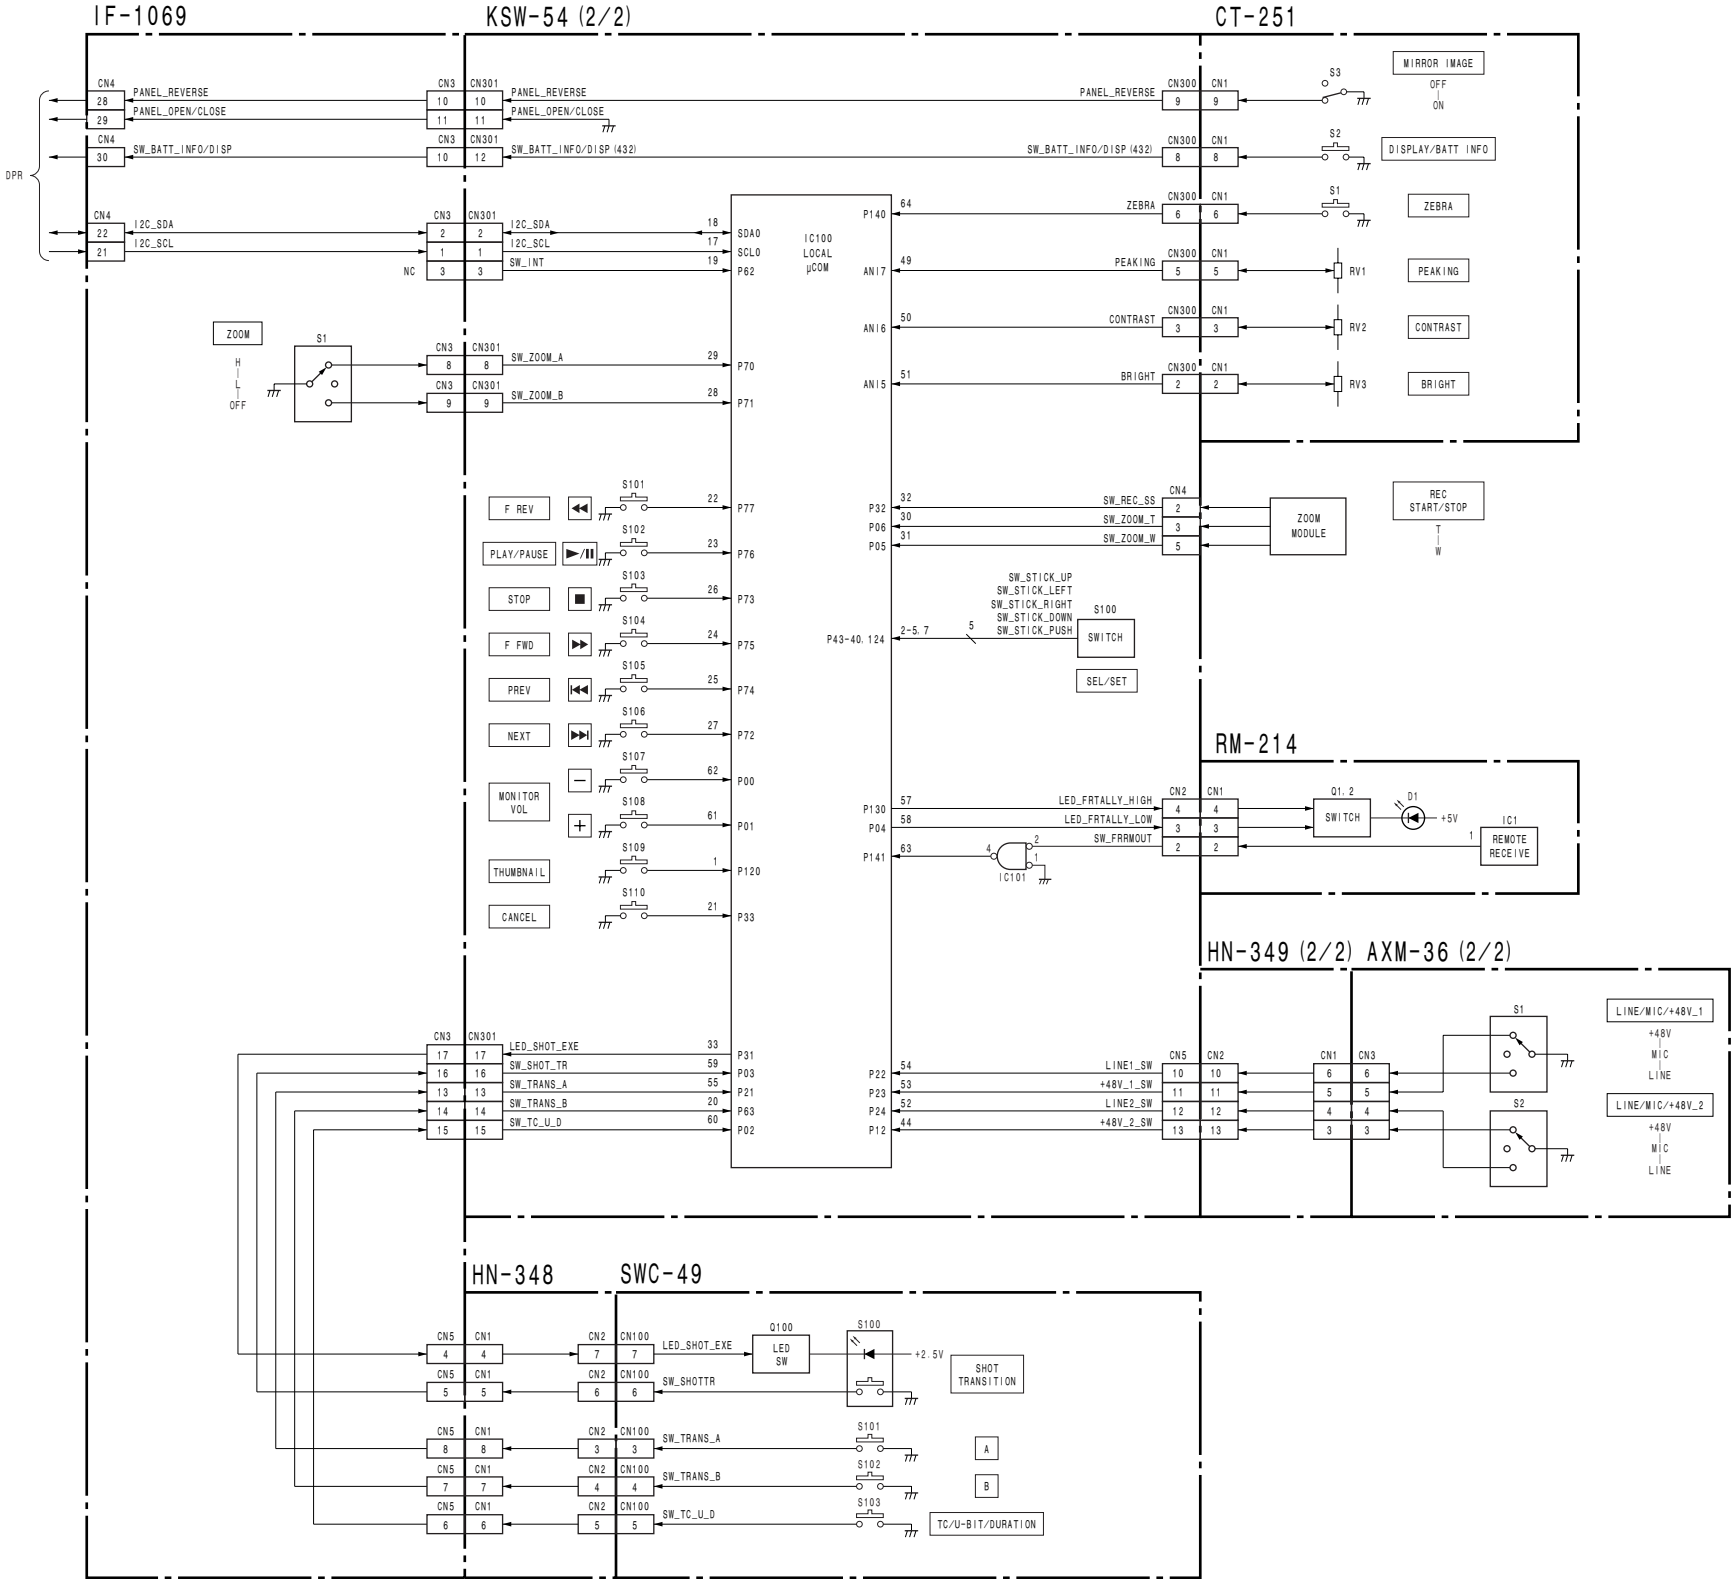 IF-1069
KSW-54 (2/2)
CT-251
CN4
28 PANEL_REVERSE
29 PANEL_OPEN/CLOSE
CN4
30 SW_BATT_INFO/DISP
DPR
CN4
22 I2C_SDA
21 I2C_SCL
CN3 CN301
10 10 PANEL_REVERSE
11 11 PANEL_OPEN/CLOSE
CN3 CN301
10 12 SW_BATT_INFO/DISP (432)
CN3 CN301
2 2 I2C_SDA 18
1 1 I2C_SCL 17
NC 3 3 SW_INT 19
ZOOM
H
L
OFF
S1
CN3 CN301
8 8 SW_ZOOM_A 29
CN3 CN301
9 9 SW_ZOOM_B 28
IC100
LOCAL
µCOM
SDA0
SCL0
P62
P70
P71
F REV S101 22 P77
PLAY/PAUSE S102 23 P76
STOP S103 26 P73
F FWD S104 24 P75
PREV S105 25 P74
NEXT S106 27 P72
MONITOR
VOL
− S107 62 P00
+ S108 61 P01
THUMBNAIL S109 1 P120
CANCEL S110 21 P33
CN3 CN301
17 17 LED_SHOT_EXE 33 P31
16 16 SW_SHOT_TR 59 P03
13 13 SW_TRANS_A 55 P21
14 14 SW_TRANS_B 20 P63
15 15 SW_TC_U_D 60 P02
PANEL_REVERSE CN300 CN1
9 9
S3
MIRROR IMAGE
OFF
ON
SW_BATT_INFO/DISP (432) CN300 CN1
8 8
S2
DISPLAY/BATT INFO
P140 64 ZEBRA CN300 CN1
6 6
S1
ZEBRA
ANI7 49 PEAKING CN300 CN1
5 5
RV1
PEAKING
ANI6 50 CONTRAST CN300 CN1
3 3
RV2
CONTRAST
ANI5 51 BRIGHT CN300 CN1
2 2
RV3
BRIGHT
CN4
P32 32 SW_REC_SS 2
P06 30 SW_ZOOM_T 3
P05 31 SW_ZOOM_W 5
ZOOM
MODULE
REC
START/STOP
T
W
SW_STICK_UP
SW_STICK_LEFT
SW_STICK_RIGHT
SW_STICK_DOWN
SW_STICK_PUSH
P43-40, 124 2-5, 7 5
S100
SWITCH
SEL/SET
RM-214
CN2 CN1
P130 57 LED_FRTALLY_HIGH 4 4
P04 58 LED_FRTALLY_LOW 3 3
P141 63 SW_FRRMOUT 2 2
4 2
1
IC101
Q1, 2
SWITCH
D1
+5V
IC1
1 REMOTE
RECEIVE
HN-349 (2/2)
AXM-36 (2/2)
CN5 CN2 CN1 CN3
P22 54 LINE1_SW 10 10 6 6
P23 53 +48V_1_SW 11 11 5 5
P24 52 LINE2_SW 12 12 4 4
P12 44 +48V_2_SW 13 13 3 3
S1
LINE/MIC/+48V_1
+48V
MIC
LINE
S2
LINE/MIC/+48V_2
+48V
MIC
LINE
HN-348
SWC-49
CN5 CN1 CN2 CN100
4 4 7 7 LED_SHOT_EXE
Q100
LED
SW
S100
+2.5V
SHOT
TRANSITION
CN5 CN1 CN2 CN100
5 5 6 6 SW_SHOTTR
CN5 CN1 CN2 CN100
8 8 3 3 SW_TRANS_A S101 A
CN5 CN1 CN2 CN100
7 7 4 4 SW_TRANS_B S102 B
CN5 CN1 CN2 CN100
6 6 5 5 SW_TC_U_D S103 TC/U-BIT/DURATION